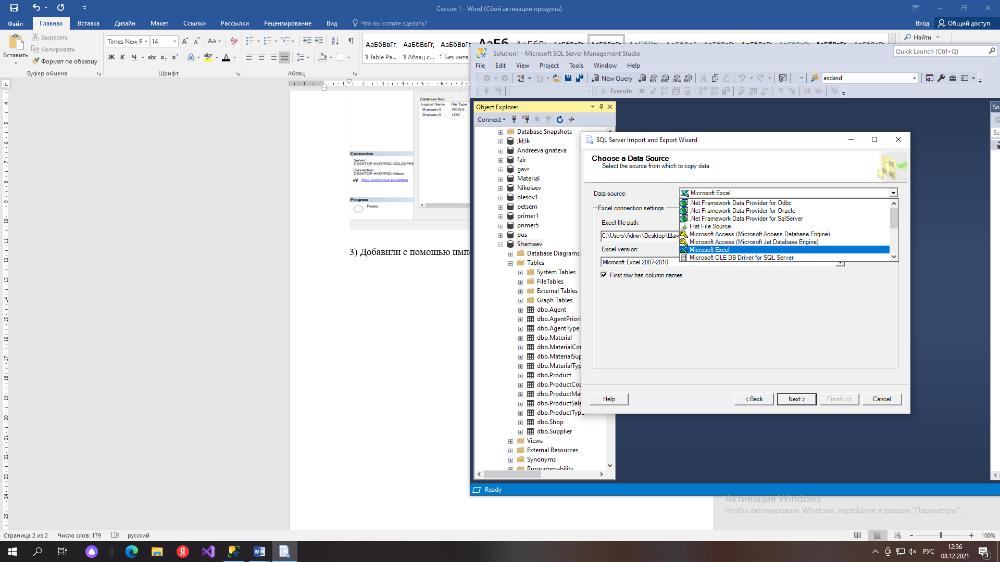 Сессия 1 - Word (Сбой активации продукта)
Файл Главная Вставка Дизайн Макет Ссылки Рассылки Рецензирование Вид Что вы хотите сделать? Вход Общий доступ
Вставить
Вырезать
Копировать
Формат по образцу
Буфер обмена
Times New R 14
Aa
Ж К Ч abc x₂ x²
Шрифт
Абзац
АаБбВвГг, АаБбВвГг, АаБбВвГг,
¶ Table Pa... ¶ Абзац с... ¶ Без инте...
Найти
Database files:
Logical Name File Type
ShamaevS... ROWS...
ShamaevS... LOG
Connection
Server:
DESKTOP-HVD7F6Q\SQLEXPRE
Connection:
DESKTOP-HVD7F6Q\Admin
View connection properties
Progress
Ready
3) Добавили с помощью имп
Solution1 - Microsoft SQL Server Management Studio
Quick Launch (Ctrl+Q)
File Edit View Project Tools Window Help
New Query
MDX DMX XMLA DAX
asdasd
Execute
Object Explorer
Connect
Database Snapshots
;kl;lk
AndreevaIgnateva
fair
gavr
Material
Nikolaev
olesov1
petsem
primer1
primer5
pus
Shamaev
Database Diagrams
Tables
System Tables
FileTables
External Tables
Graph Tables
dbo.Agent
dbo.AgentPriori
dbo.AgentType
dbo.Material
dbo.MaterialCou
dbo.MaterialSup
dbo.MaterialTyp
dbo.Product
dbo.ProductCos
dbo.ProductMat
dbo.ProductSale
dbo.ProductType
dbo.Shop
dbo.Supplier
Views
External Resources
Synonyms
Programmability
Ready
So
Se
SQL Server Import and Export Wizard
Choose a Data Source
Select the source from which to copy data.
Data source:
Microsoft Excel
.Net Framework Data Provider for Odbc
.Net Framework Data Provider for Oracle
.Net Framework Data Provider for SqlServer
Flat File Source
Microsoft Access (Microsoft Access Database Engine)
Microsoft Access (Microsoft Jet Database Engine)
Microsoft Excel
Microsoft OLE DB Driver for SQL Server
Excel connection settings
Excel file path:
C:\Users\Admin\Desktop\Шам
Excel version:
Microsoft Excel 2007-2010
First row has column names
Help
< Back
Next >
Finish >>|
Cancel
Активация Windows
Чтобы активировать Windows, перейдите в раздел "Параметры".
Страница 2 из 2 Число слов: 179 русский
100%
РУС
12:36
08.12.2021
3